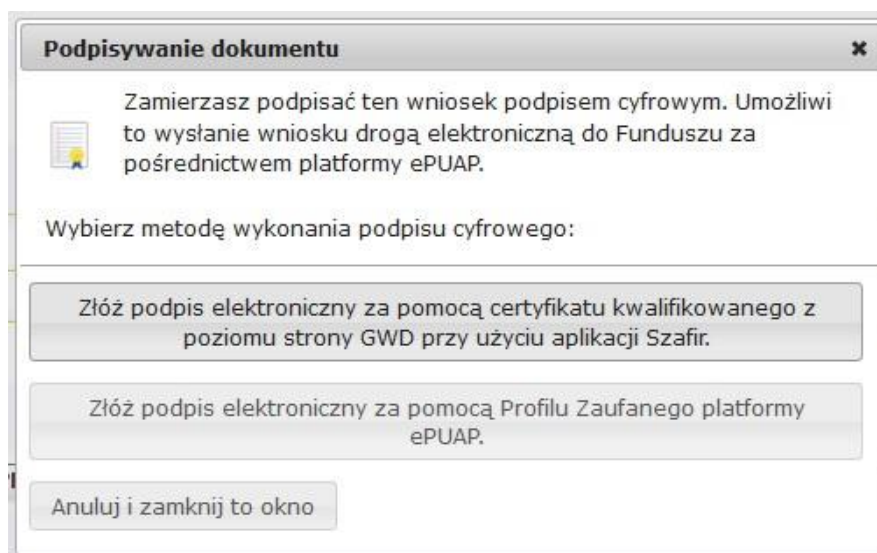 Podpisywanie dokumentu
Zamierzasz podpisać ten wniosek podpisem cyfrowym. Umożliwi
to wysłanie wniosku drogą elektroniczną do Funduszu za
pośrednictwem platformy ePUAP.
Wybierz metodę wykonania podpisu cyfrowego:
Złóż podpis elektroniczny za pomocą certyfikatu kwalifikowanego z
poziomu strony GWD przy użyciu aplikacji Szafir.
Złóż podpis elektroniczny za pomocą Profilu Zaufanego platformy
ePUAP.
Anuluj i zamknij to okno